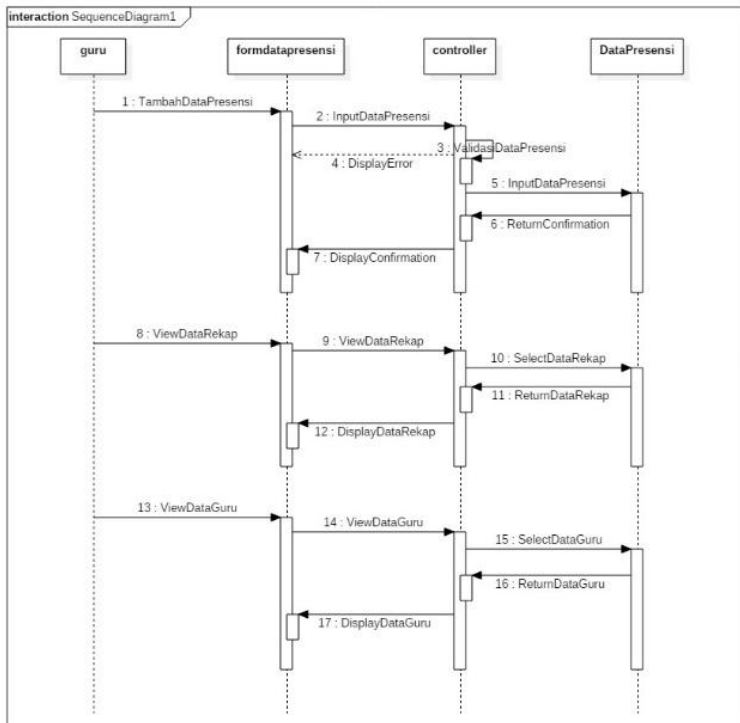 interaction SequenceDiagram1
guru
formdatapresensi
controller
DataPresensi
1 : TambahDataPresensi
2 : InputDataPresensi
3 : ValidasiDataPresensi
4 : DisplayError
5 : InputDataPresensi
6 : ReturnConfirmation
7 : DisplayConfirmation
8 : ViewDataRekap
9 : ViewDataRekap
10 : SelectDataRekap
11 : ReturnDataRekap
12 : DisplayDataRekap
13 : ViewDataGuru
14 : ViewDataGuru
15 : SelectDataGuru
16 : ReturnDataGuru
17 : DisplayDataGuru